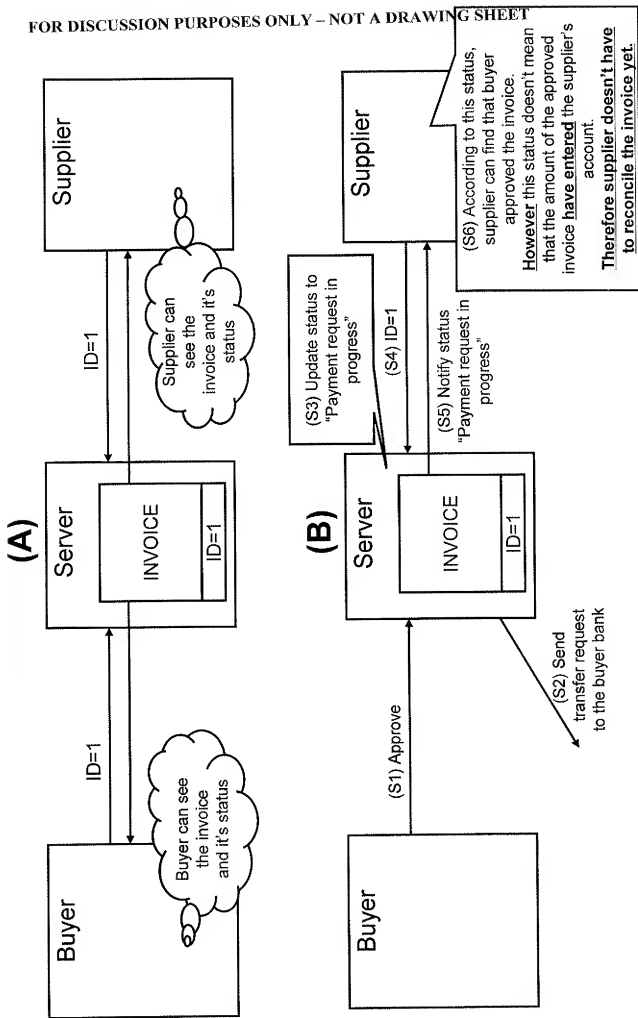 FOR DISCUSSION PURPOSES ONLY – NOT A DRAWING SHEET
(A)
Buyer
Buyer can see
the invoice
and it's status
ID=1
Server
INVOICE
ID=1
ID=1
Supplier can
see the
invoice and it's
status
Supplier
(B)
Buyer
(S1) Approve
(S2) Send
transfer request
to the buyer bank
Server
INVOICE
ID=1
(S3) Update status to
“Payment request in
progress”
(S4) ID=1
(S5) Notify status
“Payment request in
progress”
Supplier
(S6) According to this status,
supplier can find that buyer
approved the invoice.
However this status doesn't mean
that the amount of the approved
invoice have entered the supplier's
account.
Therefore supplier doesn't have
to reconcile the invoice yet.